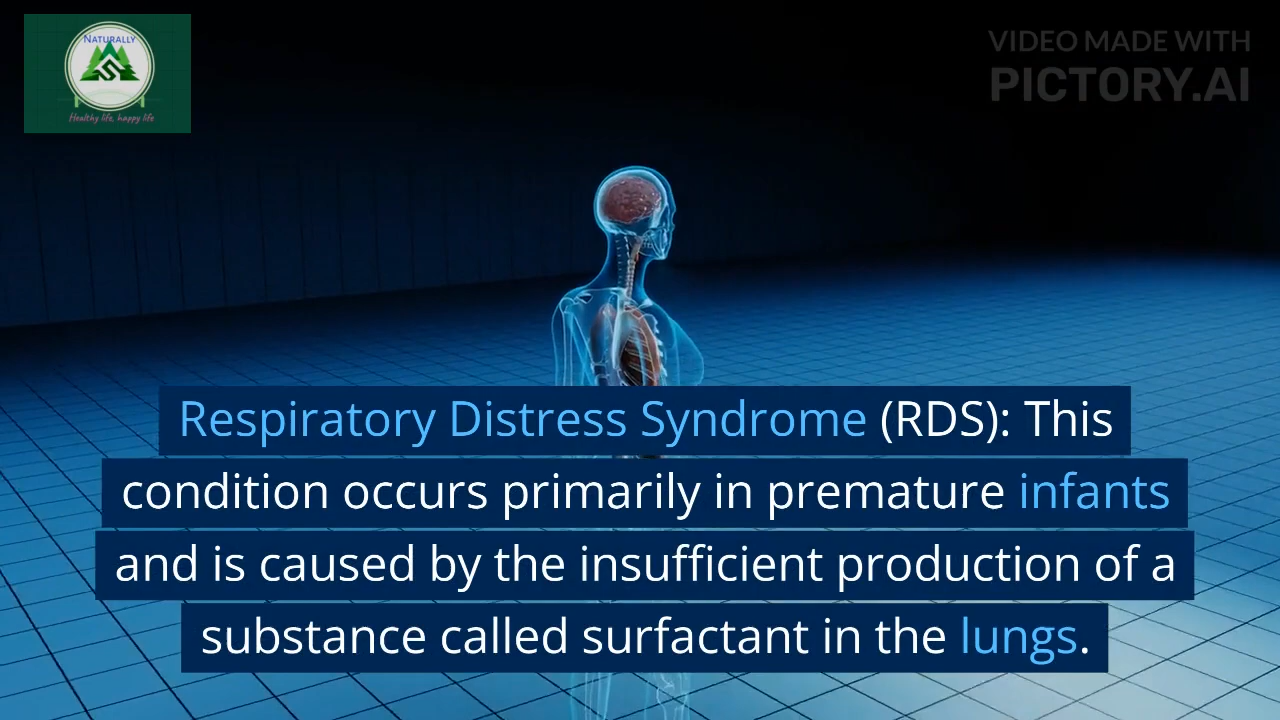 NATURALLY
Healthy life, happy life
VIDEO MADE WITH
PICTORY.AI
Respiratory Distress Syndrome (RDS): This
condition occurs primarily in premature infants
and is caused by the insufficient production of a
substance called surfactant in the lungs.